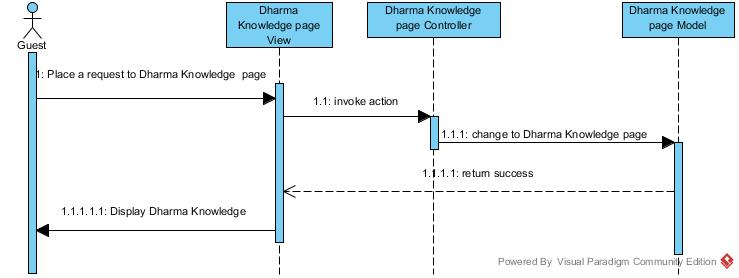 Dharma
Knowledge page
View
Dharma Knowledge
page Controller
Dharma Knowledge
page Model
Guest
1: Place a request to Dharma Knowledge  page
1.1: invoke action
1.1.1: change to Dharma Knowledge page
1.1.1.1: return success
1.1.1.1.1: Display Dharma Knowledge
Powered By Visual Paradigm Community Edition